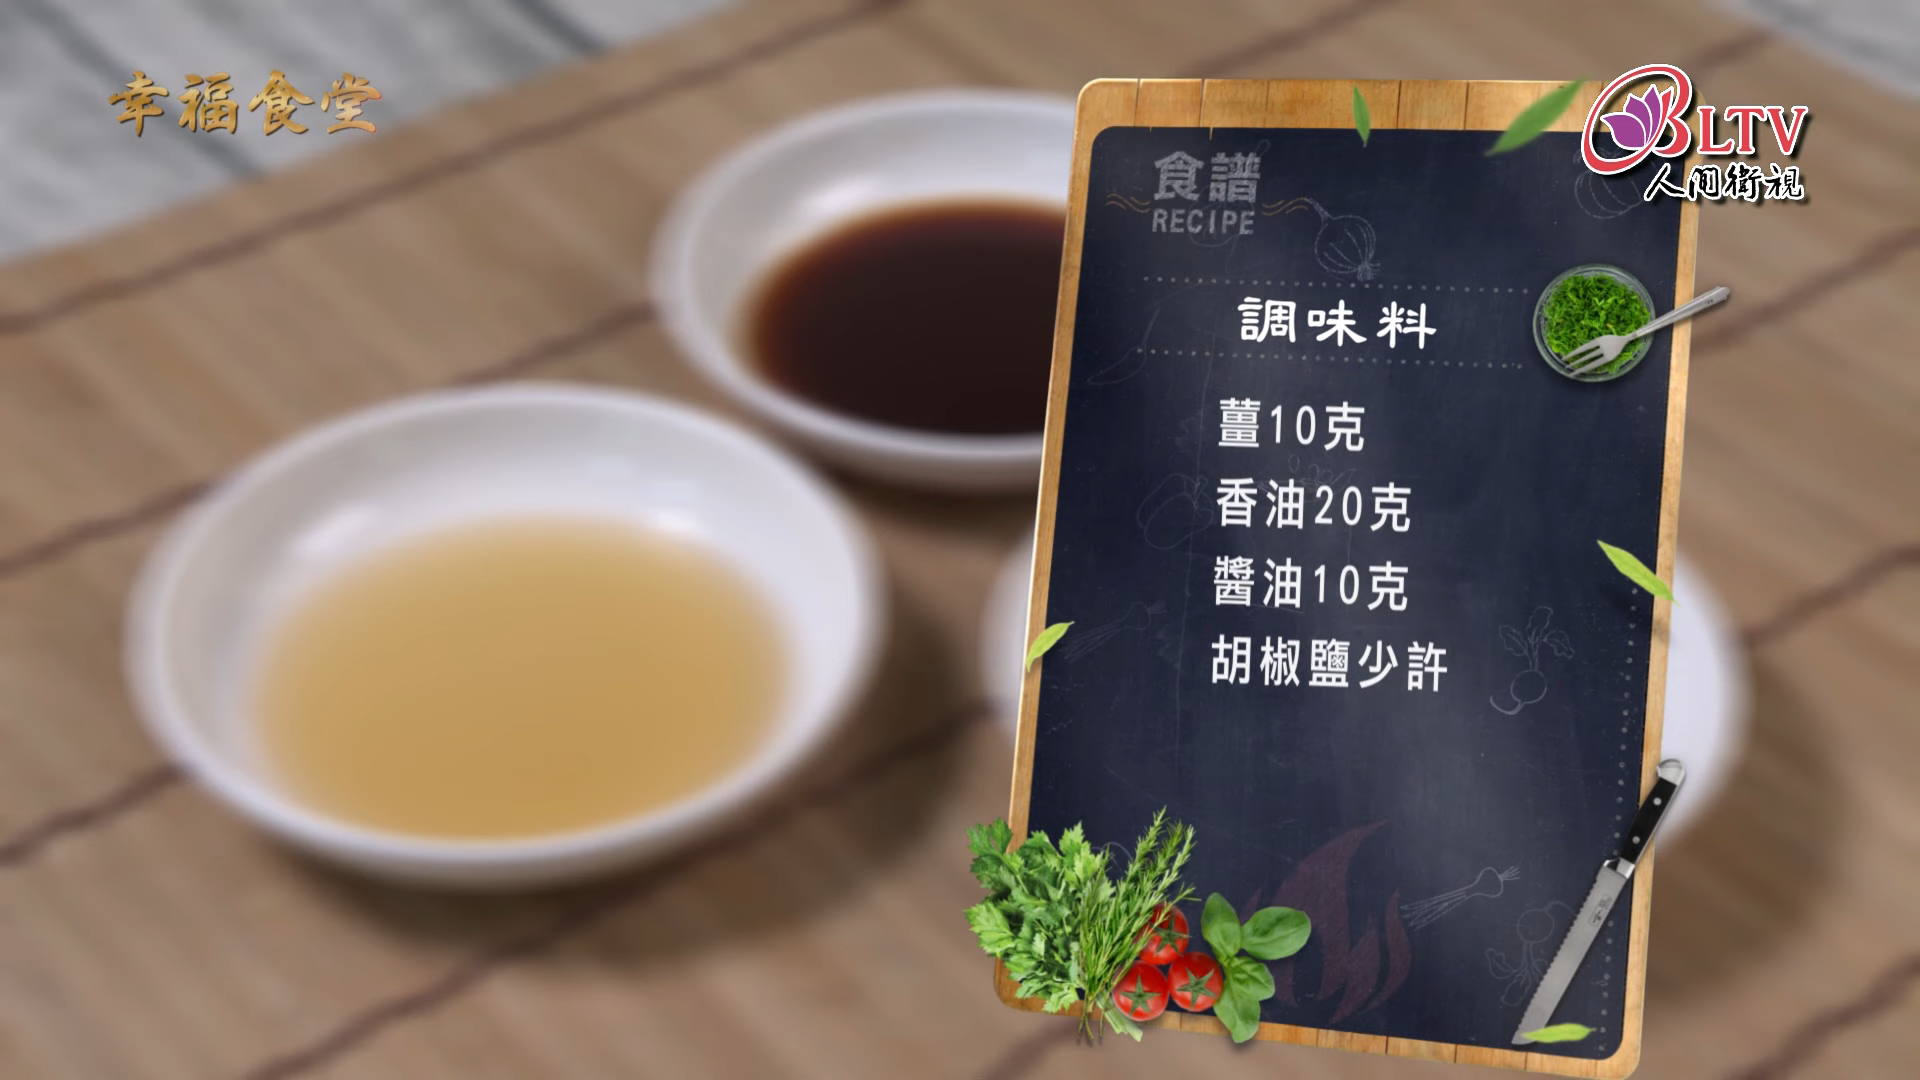 幸福食堂
BLTV
人間衛視
食譜
RECIPE
調味料
薑10克
香油20克
醬油10克
胡椒鹽少許